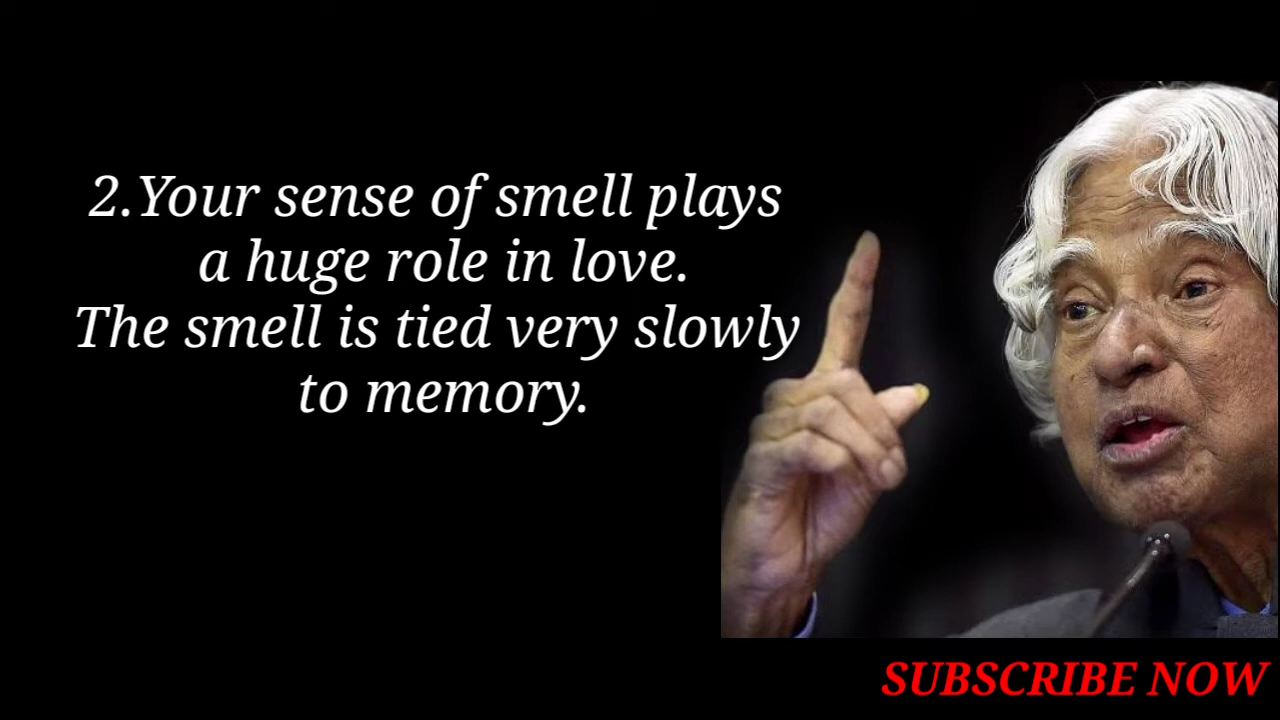 2.Your sense of smell plays
a huge role in love.
The smell is tied very slowly
to memory.
SUBSCRIBE NOW